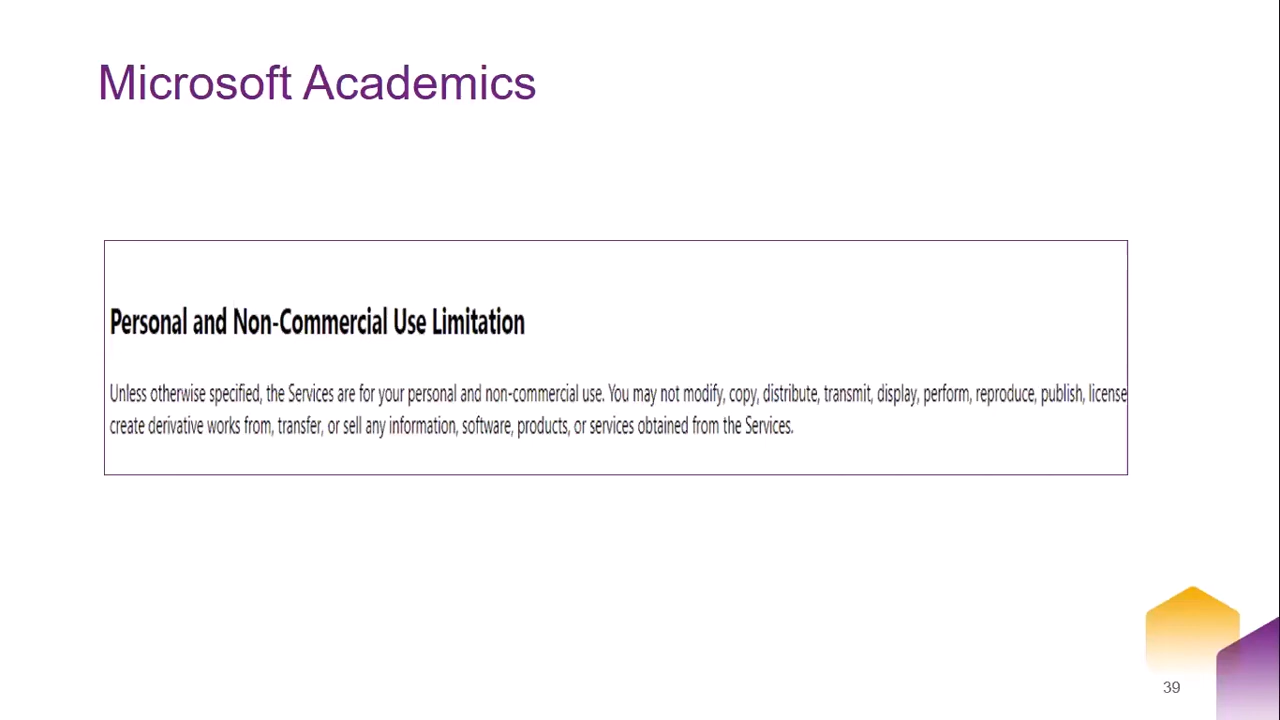 Microsoft Academics
Personal and Non-Commercial Use Limitation
Unless otherwise specified, the Services are for your personal and non-commercial use. You may not modify, copy, distribute, transmit, display, perform, reproduce, publish, license
create derivative works from, transfer, or sell any information, software, products, or services obtained from the Services.
39